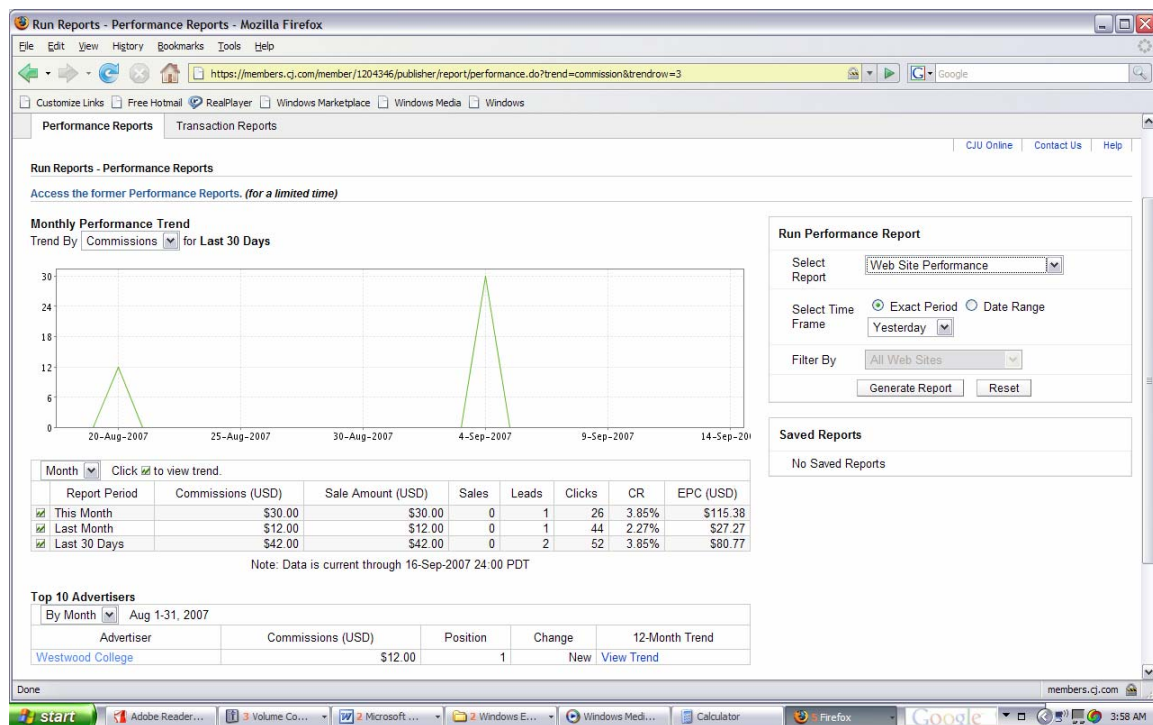 Run Reports - Performance Reports - Mozilla Firefox
File Edit View History Bookmarks Tools Help
https://members.cj.com/member/1204346/publisher/report/performance.do?trend=commission&trendrow=3
Google
Customize Links Free Hotmail RealPlayer Windows Marketplace Windows Media Windows
Performance Reports Transaction Reports
CJU Online Contact Us Help
Run Reports - Performance Reports
Access the former Performance Reports. (for a limited time)
Monthly Performance Trend
Trend By Commissions for Last 30 Days
30
24
18
12
6
0
20-Aug-2007 25-Aug-2007 30-Aug-2007 4-Sep-2007 9-Sep-2007 14-Sep-20
Month Click to view trend.
Report Period Commissions (USD) Sale Amount (USD) Sales Leads Clicks CR EPC (USD)
This Month $30.00 $30.00 0 1 26 3.85% $115.38
Last Month $12.00 $12.00 0 1 44 2.27% $27.27
Last 30 Days $42.00 $42.00 0 2 52 3.85% $80.77
Note: Data is current through 16-Sep-2007 24:00 PDT
Top 10 Advertisers
By Month Aug 1-31, 2007
Advertiser Commissions (USD) Position Change 12-Month Trend
Westwood College $12.00 1 New View Trend
Run Performance Report
Select Report Web Site Performance
Select Time Frame Exact Period Date Range
Yesterday
Filter By All Web Sites
Generate Report Reset
Saved Reports
No Saved Reports
Done members.cj.com
start Adobe Reader... 3 Volume Co... 2 Microsoft ... 2 Windows E... Windows Medi... Calculator 5 Firefox Google 3:58 AM